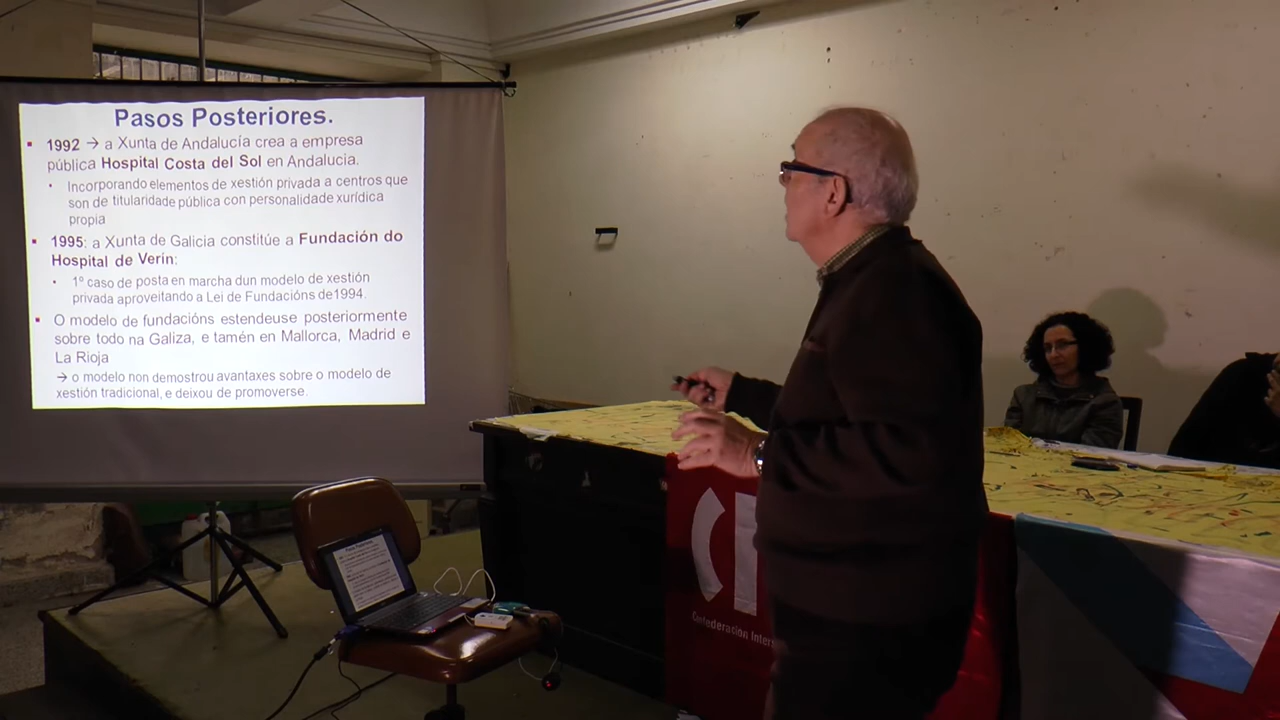 Pasos Posteriores.
1992 → a Xunta de Andalucía crea a empresa
pública Hospital Costa del Sol en Andalucia.
Incorporando elementos de xestión privada a centros que
son de titularidade pública con personalidade xurídica
propia
1995: a Xunta de Galicia constitúe a Fundación do
Hospital de Verín:
1º caso de posta en marcha dun modelo de xestión
privada aproveitando a Lei de Fundacións de1994.
O modelo de fundacións estendeuse posteriormente
sobre todo na Galiza, e tamén en Mallorca, Madrid e
La Rioja
→ o modelo non demostrou avantaxes sobre o modelo de
xestión tradicional, e deixou de promoverse.
Pasos Posteriores.
Confederación Inter